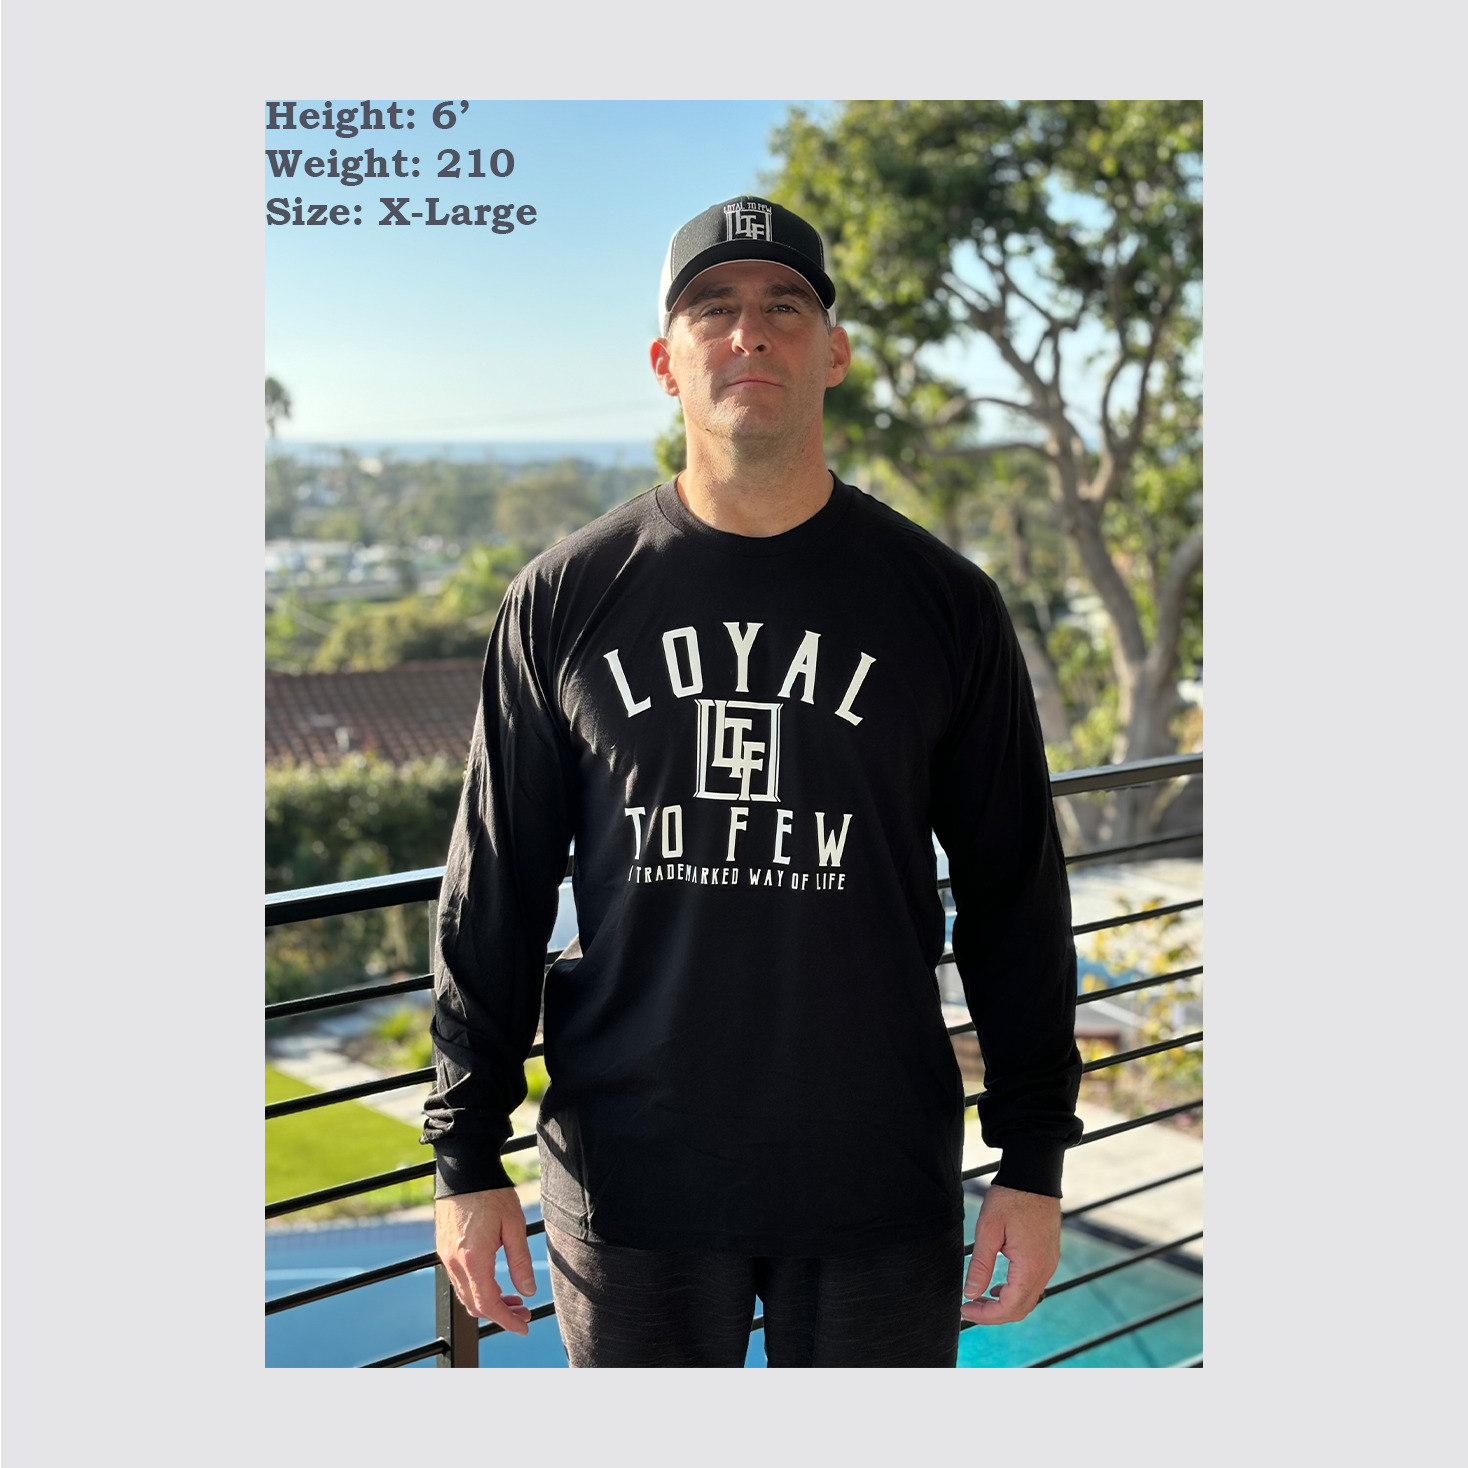 Height: 6’
Weight: 210
Size: X-Large
LOYAL TO FEW
LTF
LOYAL
LTF
TO FEW
A TRADEMARKED WAY OF LIFE